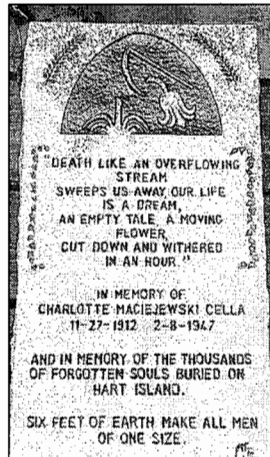 "DEATH LIKE AN OVERFLOWING
STREAM
SWEEPS US AWAY, OUR LIFE
IS A DREAM,
AN EMPTY TALE, A MOVING
FLOWER,
CUT DOWN AND WITHERED
IN AN HOUR."
IN MEMORY OF
CHARLOTTE MACIEJEWSKI CELLA
11-27-1912 2-8-1947
AND IN MEMORY OF THE THOUSANDS
OF FORGOTTEN SOULS BURIED ON
HART ISLAND.
SIX FEET OF EARTH MAKE ALL MEN
OF ONE SIZE.